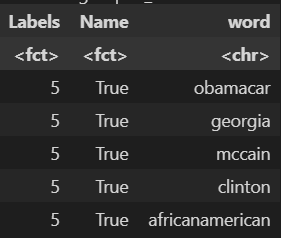 Labels Name word
<fct> <fct> <chr>
5 True obamacar
5 True georgia
5 True mccain
5 True clinton
5 True africanamerican